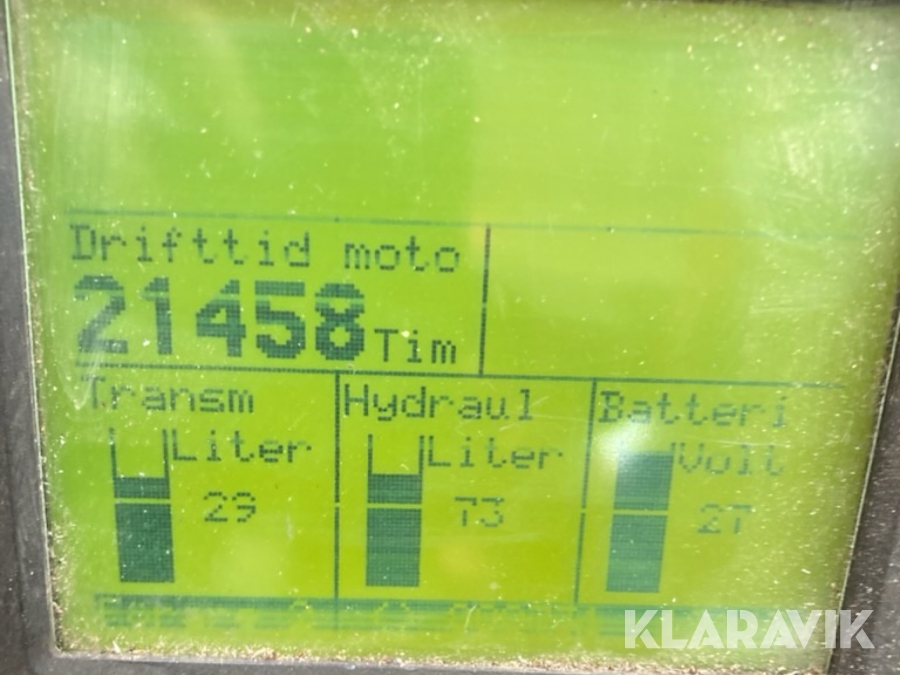 Drifttid moto
21458 Tim
Transm
Liter
29
Hydraul
Liter
73
Batteri
Volt
27
KLARAVIK